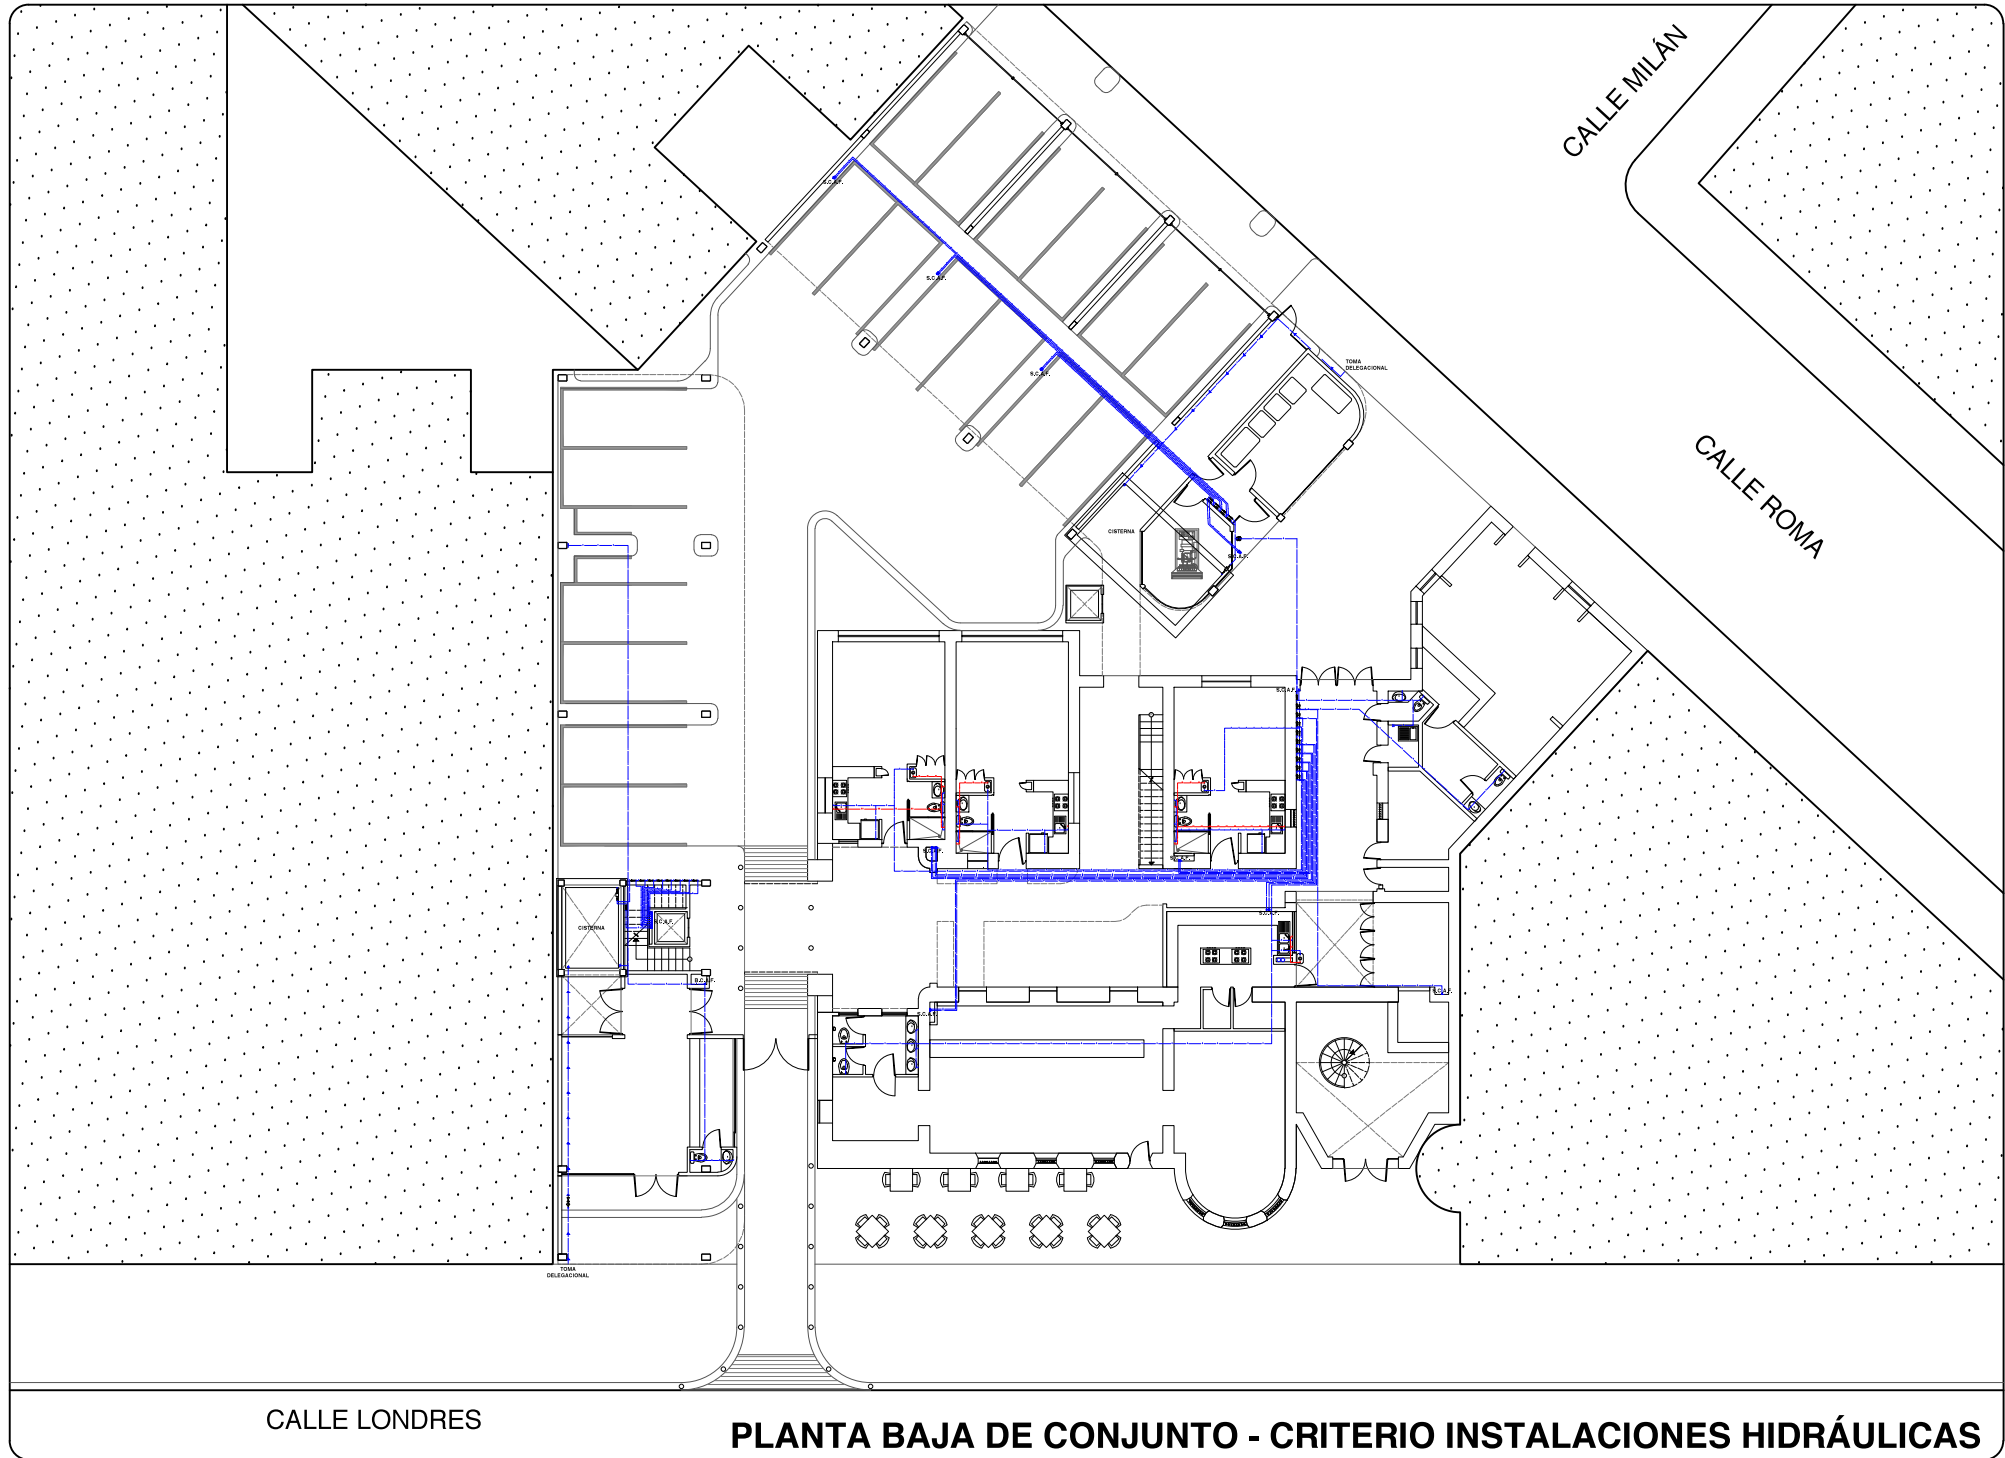 CALLE MILÁN
S.C.A.F.
S.C.A.F.
TOMA
DELEGACIONAL
S.C.A.F.
CALLE ROMA
CISTERNA
S.C.A.F.
S.C.A.F.
S.C.A.F.
S.C.A.F.
S.C.A.F.
S.C.A.F.
CISTERNA
S.C.A.F.
S.C.A.F.
S.C.A.F.
TOMA
DELEGACIONAL
CALLE LONDRES
PLANTA BAJA DE CONJUNTO - CRITERIO INSTALACIONES HIDRÁULICAS